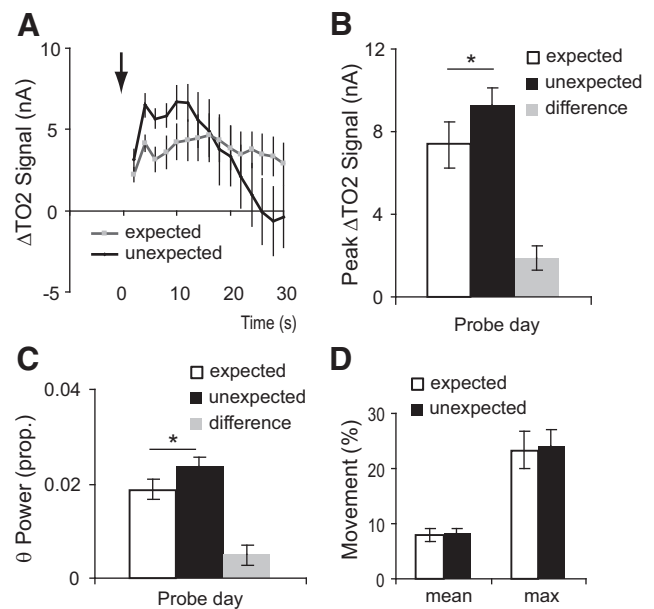 A
10
5
0
-5
ΔTO2 Signal (nA)
expected
unexpected
0 10 20 30
Time (s)
B
12
8
4
0
Peak ΔTO2 Signal (nA)
*
expected
unexpected
difference
Probe day
C
0.04
0.02
0
θ Power (prop.)
*
expected
unexpected
difference
Probe day
D
30
20
10
0
Movement (%)
expected
unexpected
mean max